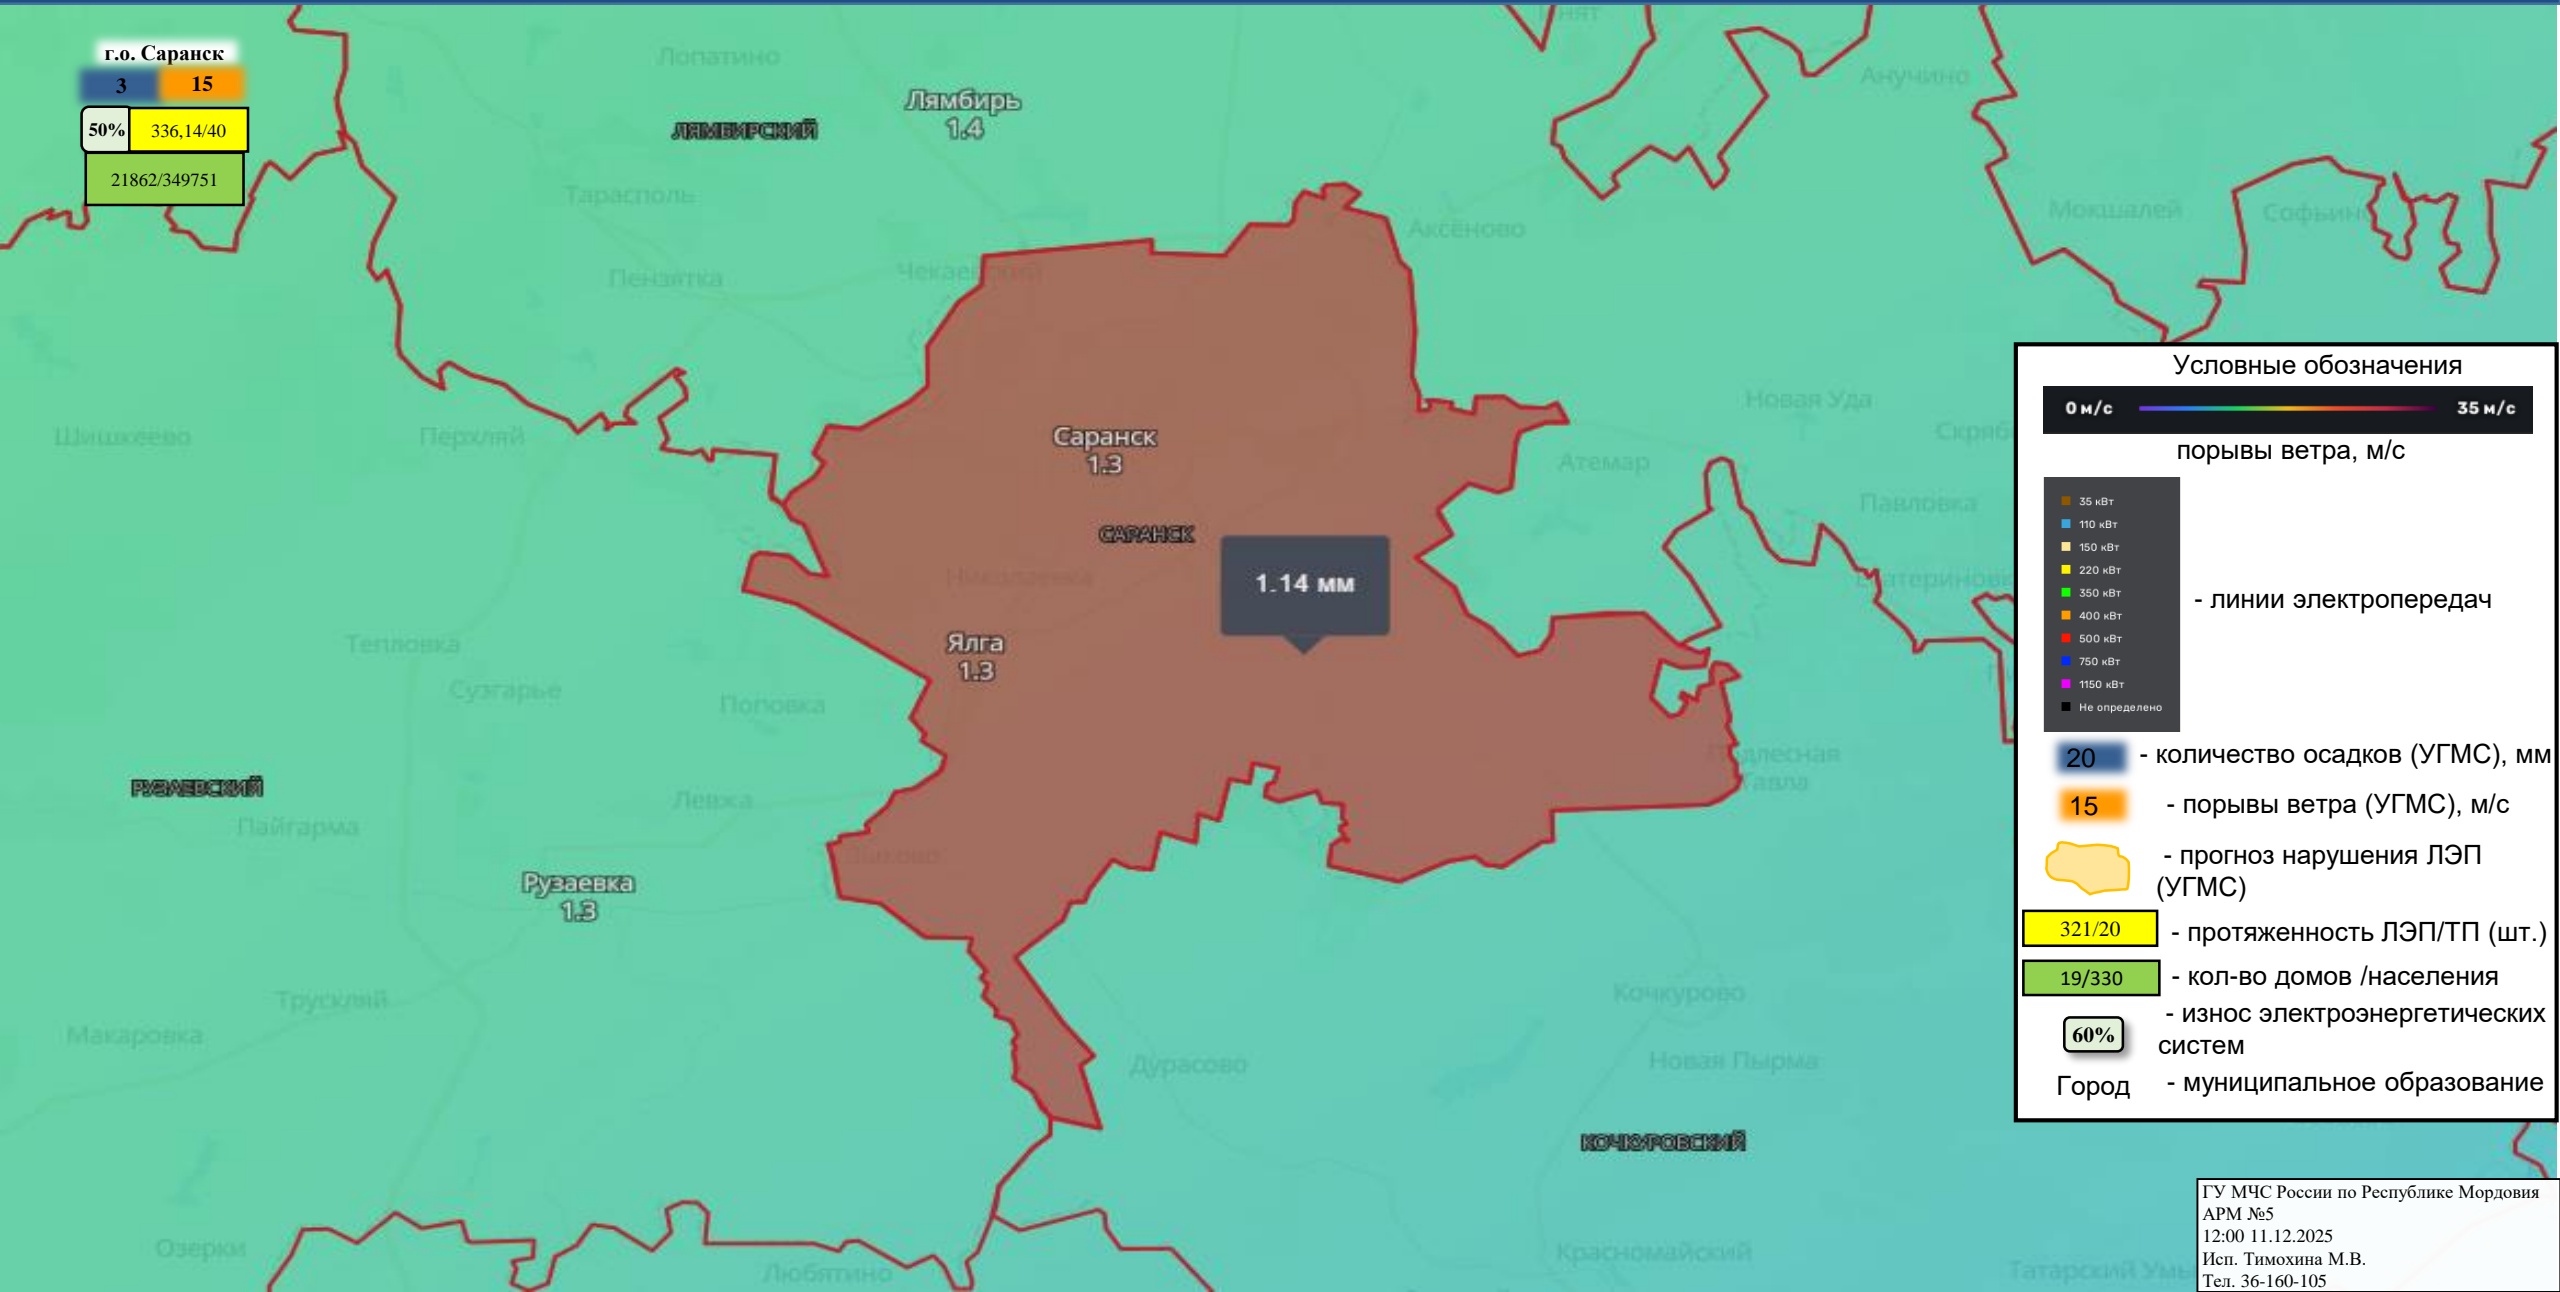 г.о. Саранск
3 15
50% 336,14/40
21862/349751
Лопатино
Анучино
Лямбирь
1.4
ЛЯМБИРСКИЙ
Тарасполь
Аксёново
Мокшалей
Пензятка
Шишкеево
Перхляй
Саранск
1.3
САРАНСК
Новая Уда
Атемар
Павловка
Николаевка
1.14 мм
Ялга
1.3
Тепловка
Сузгарье
Поповка
Подлесная
Тавла
РУЗАЕВСКИЙ
Левжа
Пайгарма
Рузаевка
1.3
Трускляй
Макаровка
Кочкурово
Дурасово
Новая Пырма
КОЧКУРОВСКИЙ
Озерки
Любятино
Красномайский
Условные обозначения
0 м/с 35 м/с
порывы ветра, м/с
35 кВт
110 кВт
150 кВт
220 кВт
350 кВт
400 кВт
500 кВт
750 кВт
1150 кВт
Не определено
- линии электропередач
20 - количество осадков (УГМС), мм
15 - порывы ветра (УГМС), м/с
- прогноз нарушения ЛЭП
(УГМС)
321/20 - протяженность ЛЭП/ТП (шт.)
19/330 - кол-во домов /населения
60% - износ электроэнергетических
систем
Город - муниципальное образование
ГУ МЧС России по Республике Мордовия
АРМ №5
12:00 11.12.2025
Исп. Тимохина М.В.
Тел. 36-160-105